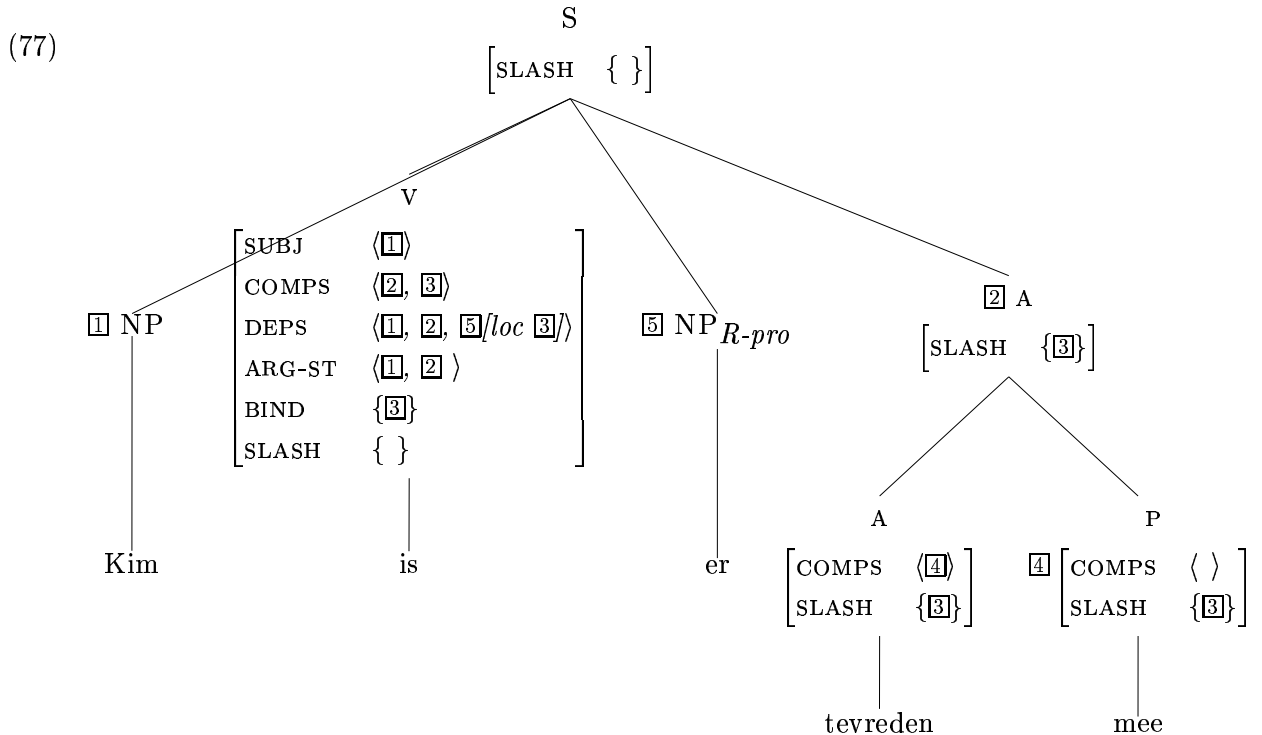 (77)
S
[SLASH { }]
V
[SUBJ ⟨[1]⟩
COMPS ⟨[2], [3]⟩
DEPS ⟨[1], [2], [5][loc [3]]⟩
ARG-ST ⟨[1], [2] ⟩
BIND {[3]}
SLASH { }]
[1] NP
[5] NP R-pro
[2] A
[SLASH {[3]}]
A
[COMPS ⟨[4]⟩
SLASH {[3]}]
P
[4] [COMPS ⟨ ⟩
SLASH {[3]}]
Kim is er
tevreden mee